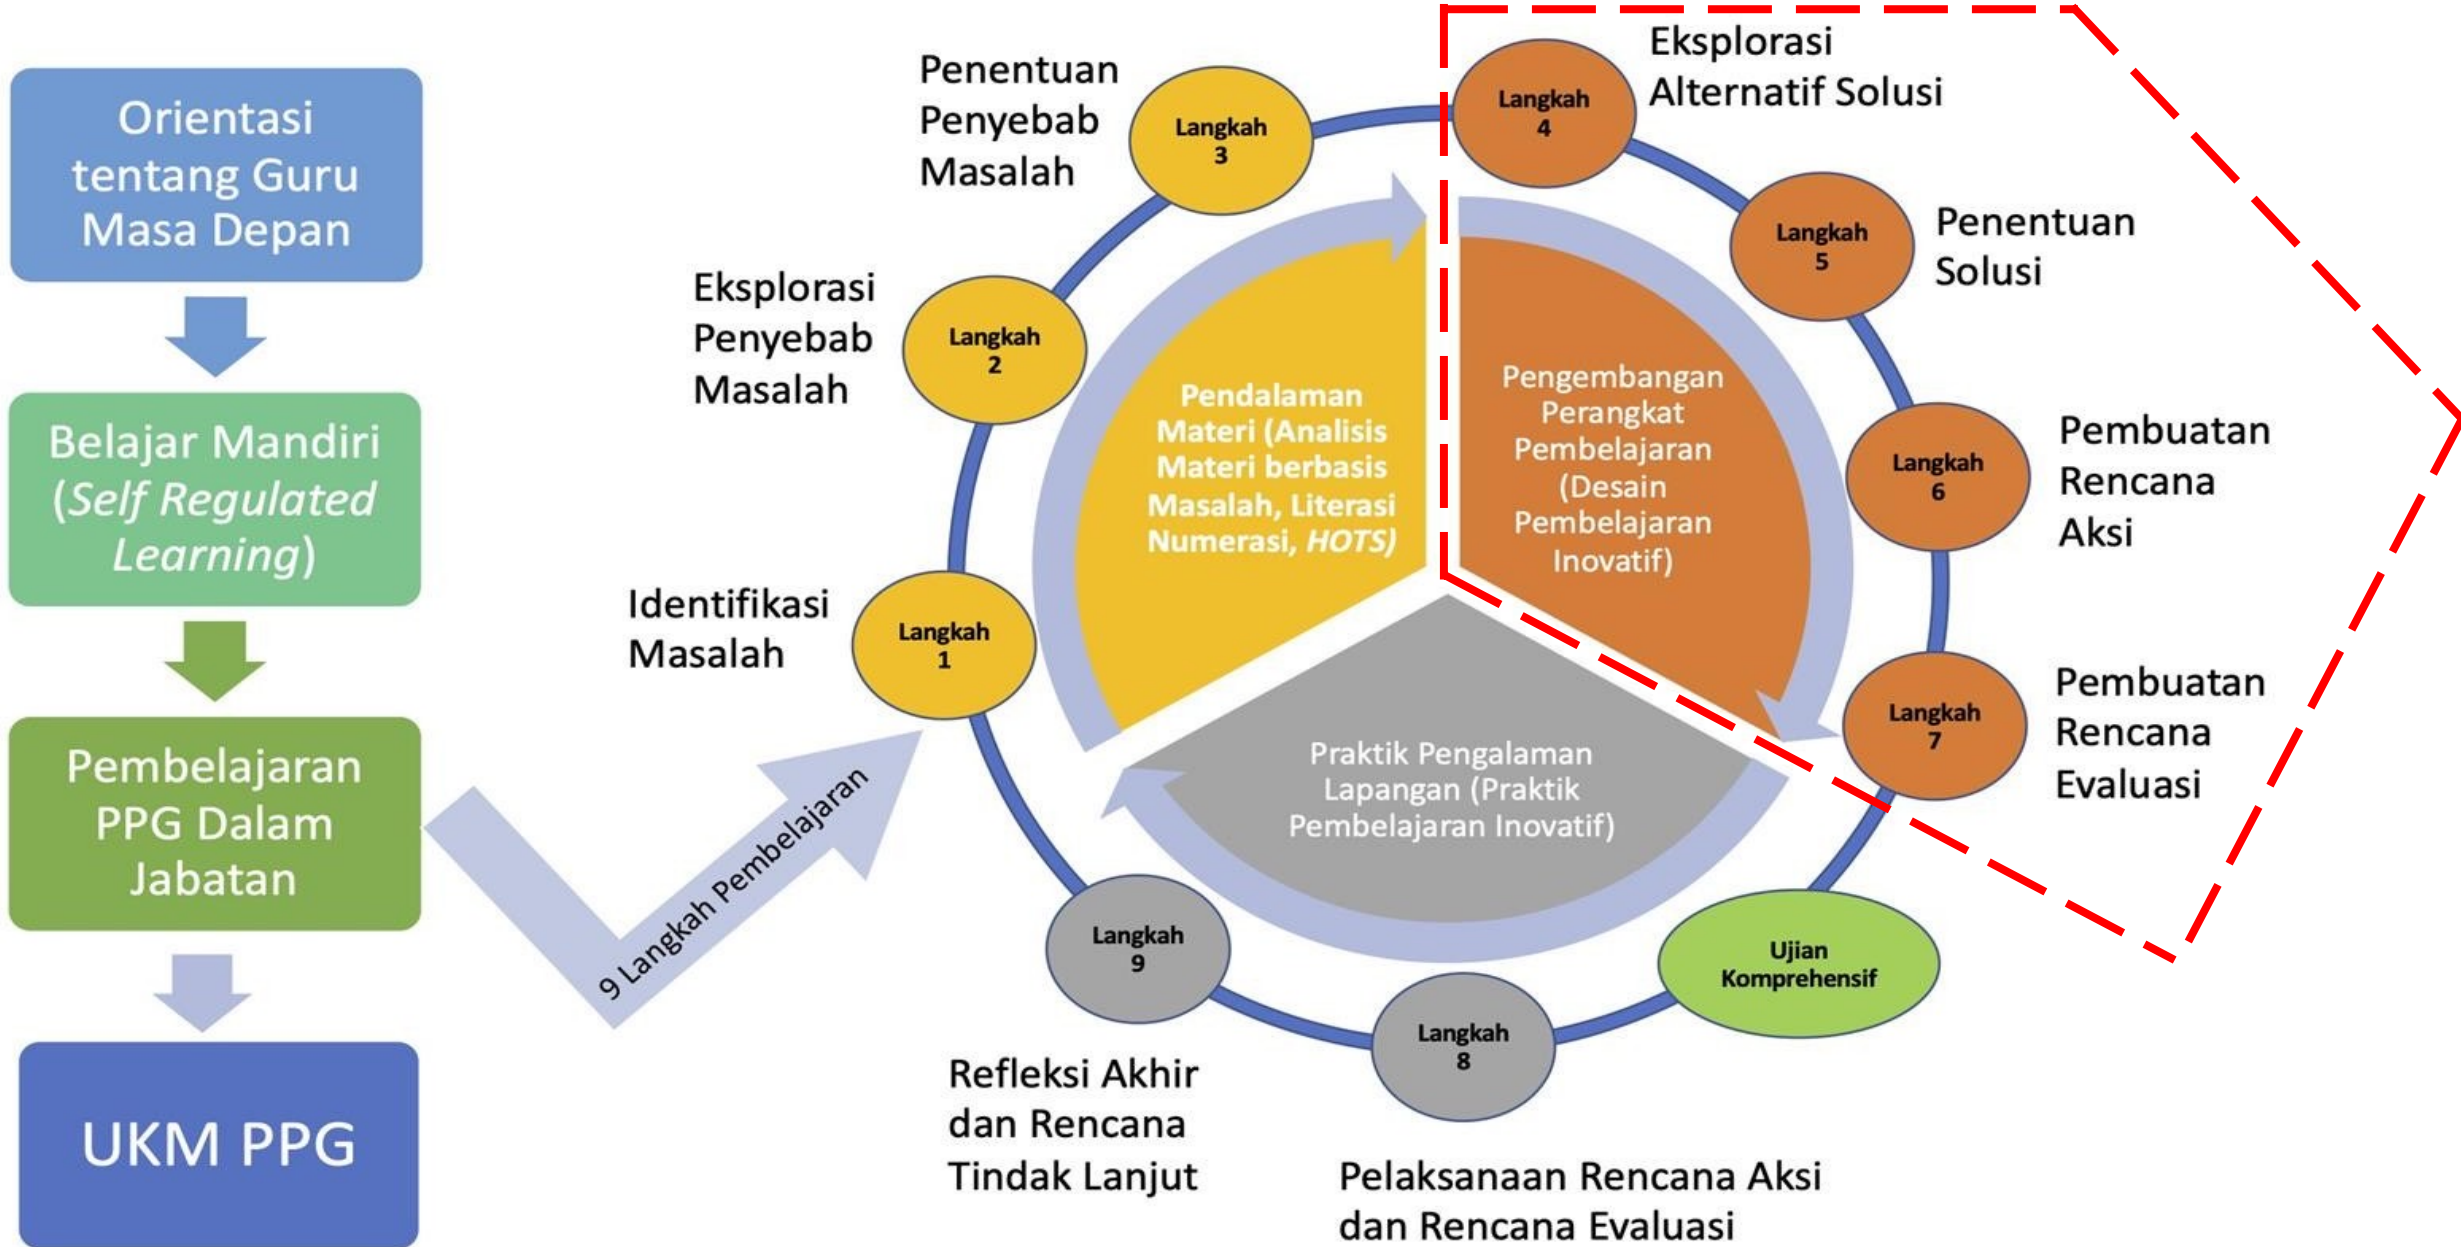 Orientasi
tentang Guru
Masa Depan
Belajar Mandiri
(Self Regulated
Learning)
Pembelajaran
PPG Dalam
Jabatan
UKM PPG
9 Langkah Pembelajaran
Identifikasi
Masalah
Langkah
1
Eksplorasi
Penyebab
Masalah
Langkah
2
Penentuan
Penyebab
Masalah
Langkah
3
Langkah
4
Eksplorasi
Alternatif Solusi
Langkah
5
Penentuan
Solusi
Langkah
6
Pembuatan
Rencana
Aksi
Langkah
7
Pembuatan
Rencana
Evaluasi
Ujian
Komprehensif
Langkah
8
Pelaksanaan Rencana Aksi
dan Rencana Evaluasi
Langkah
9
Refleksi Akhir
dan Rencana
Tindak Lanjut
Pendalaman
Materi (Analisis
Materi berbasis
Masalah, Literasi
Numerasi, HOTS)
Pengembangan
Perangkat
Pembelajaran
(Desain
Pembelajaran
Inovatif)
Praktik Pengalaman
Lapangan (Praktik
Pembelajaran Inovatif)